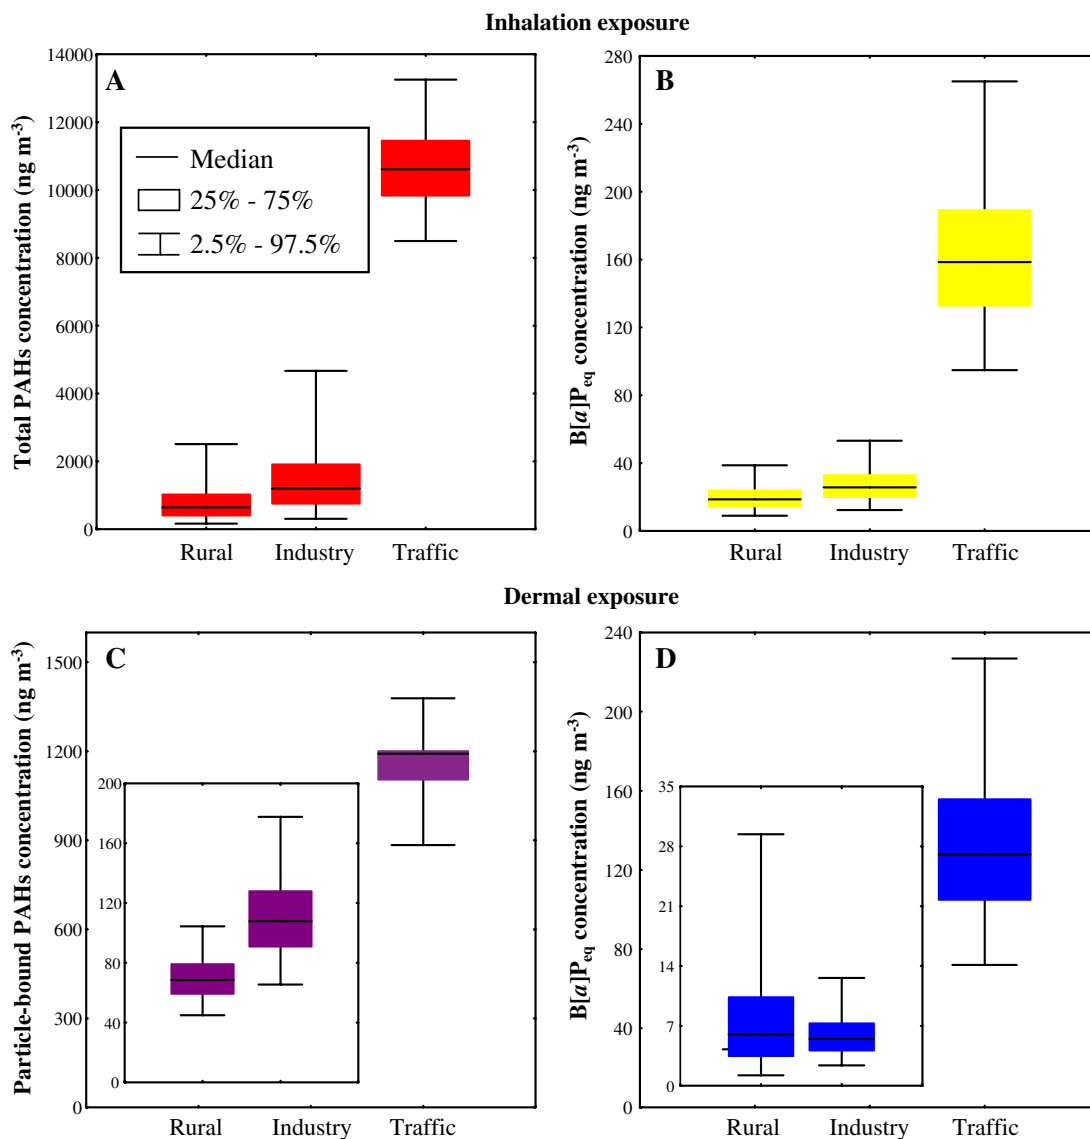 Inhalation exposure
A
Total PAHs concentration (ng m-3)
14000
12000
10000
8000
6000
4000
2000
0
Median
25% - 75%
2.5% - 97.5%
Rural Industry Traffic
B
B[a]Peq concentration (ng m-3)
280
240
200
160
120
80
40
0
Rural Industry Traffic
Dermal exposure
C
Particle-bound PAHs concentration (ng m-3)
1500
1200
900
600
300
0
200
160
120
80
40
0
Rural Industry Traffic
D
B[a]Peq concentration (ng m-3)
240
200
160
120
80
40
0
35
28
21
14
7
0
Rural Industry Traffic